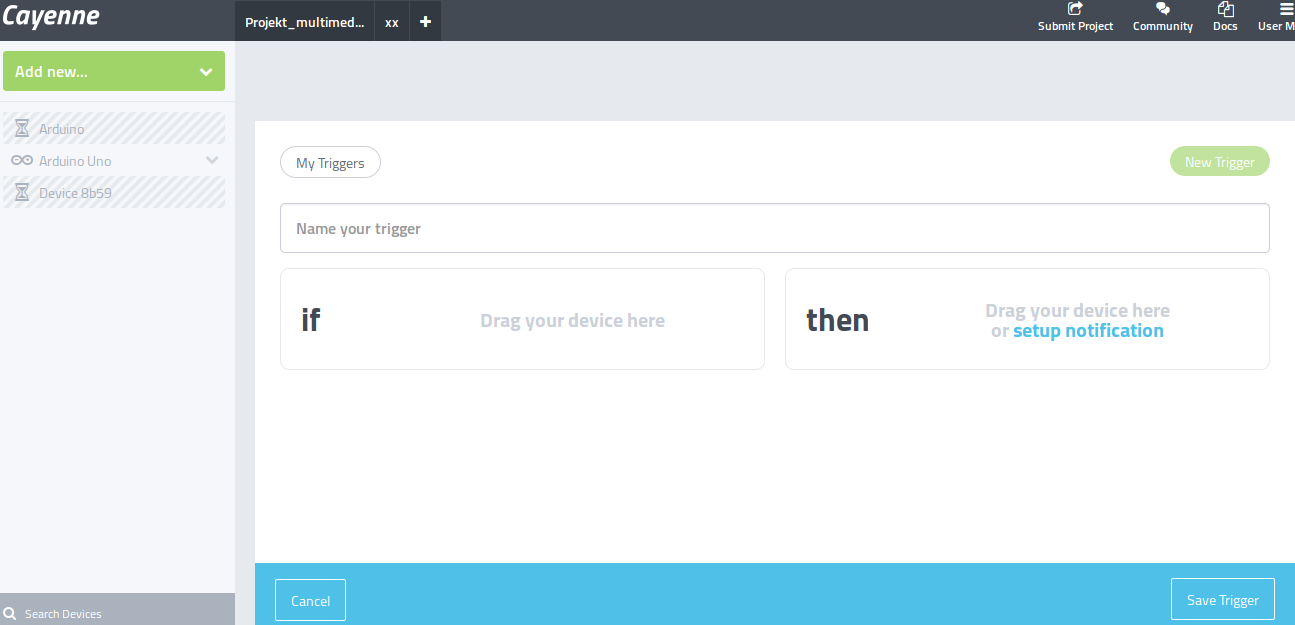 Cayenne
Projekt_multimed... xx +
Submit Project Community Docs User M
Add new...
Arduino
Arduino Uno
Device 8b59
My Triggers
New Trigger
Name your trigger
if
Drag your device here
then
Drag your device here
or setup notification
Search Devices
Cancel
Save Trigger